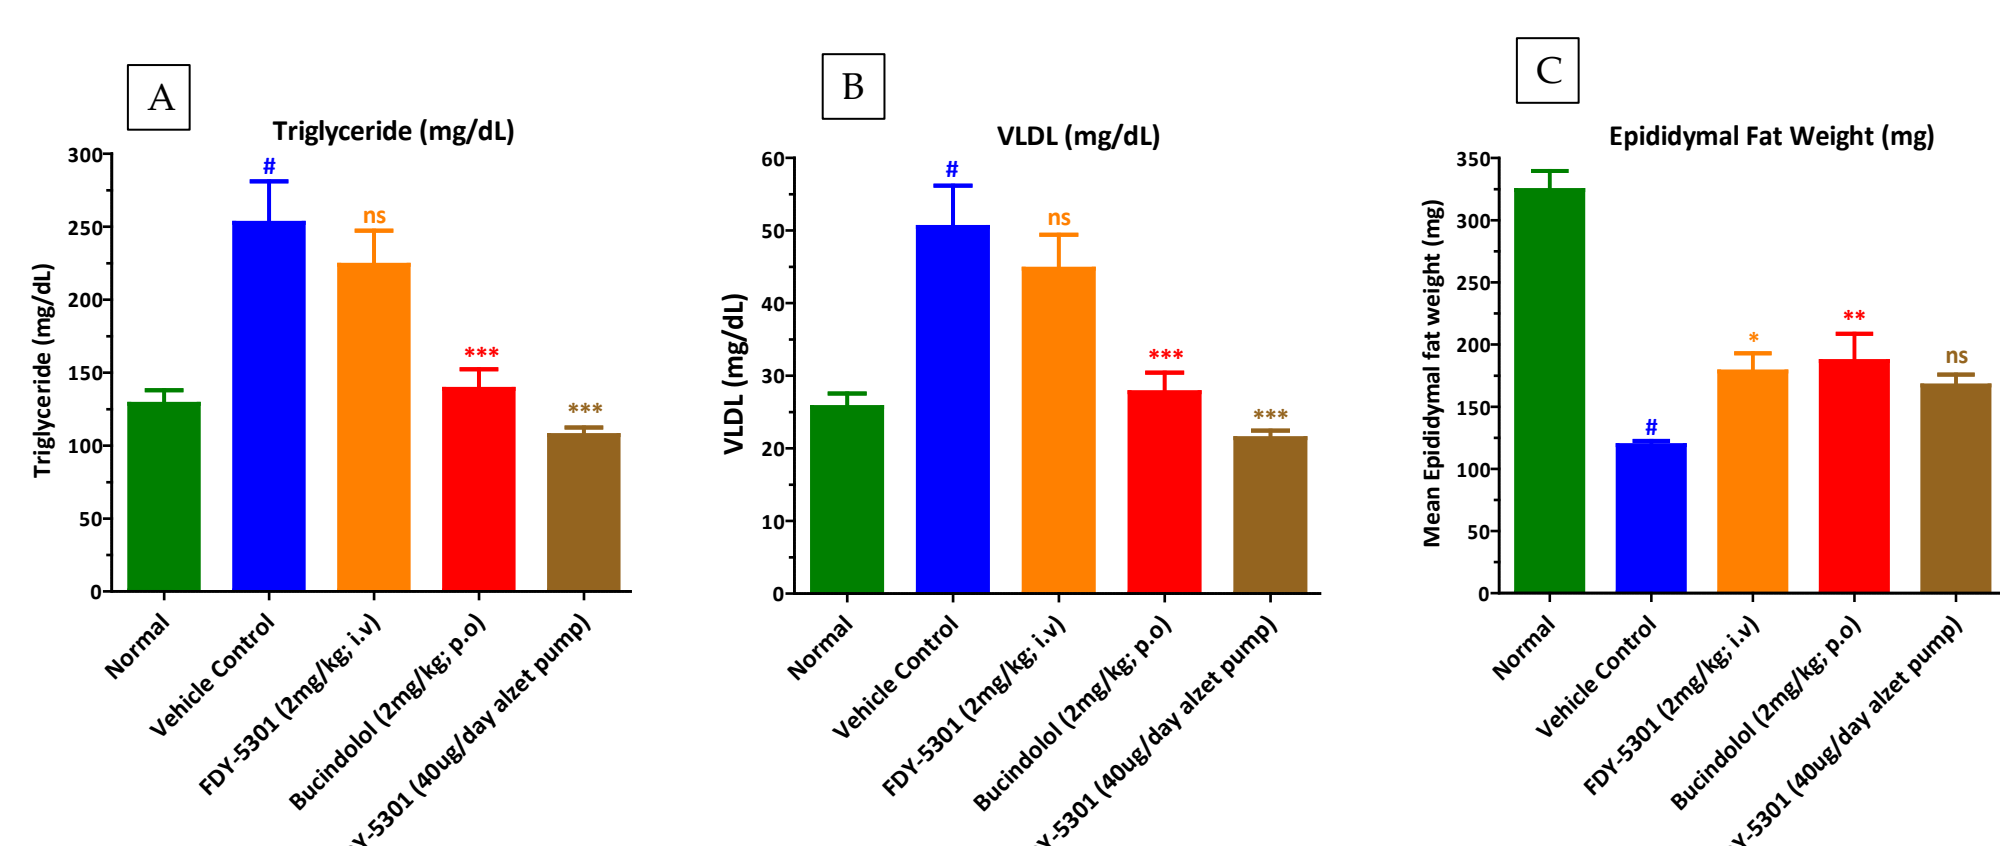 A
Triglyceride (mg/dL)
Triglyceride (mg/dL)
300
250
200
150
100
50
0
#
ns
***
***
Normal
Vehicle Control
FDY-5301 (2mg/kg; i.v)
Bucindolol (2mg/kg; p.o)
Y-5301 (40ug/day alzet pump)
B
VLDL (mg/dL)
VLDL (mg/dL)
60
50
40
30
20
10
0
#
ns
***
***
Normal
Vehicle Control
FDY-5301 (2mg/kg; i.v)
Bucindolol (2mg/kg; p.o)
Y-5301 (40ug/day alzet pump)
C
Epididymal Fat Weight (mg)
Mean Epididymal fat weight (mg)
350
300
250
200
150
100
50
0
#
*
**
ns
Normal
Vehicle Control
FDY-5301 (2mg/kg; i.v)
Bucindolol (2mg/kg; p.o)
Y-5301 (40ug/day alzet pump)